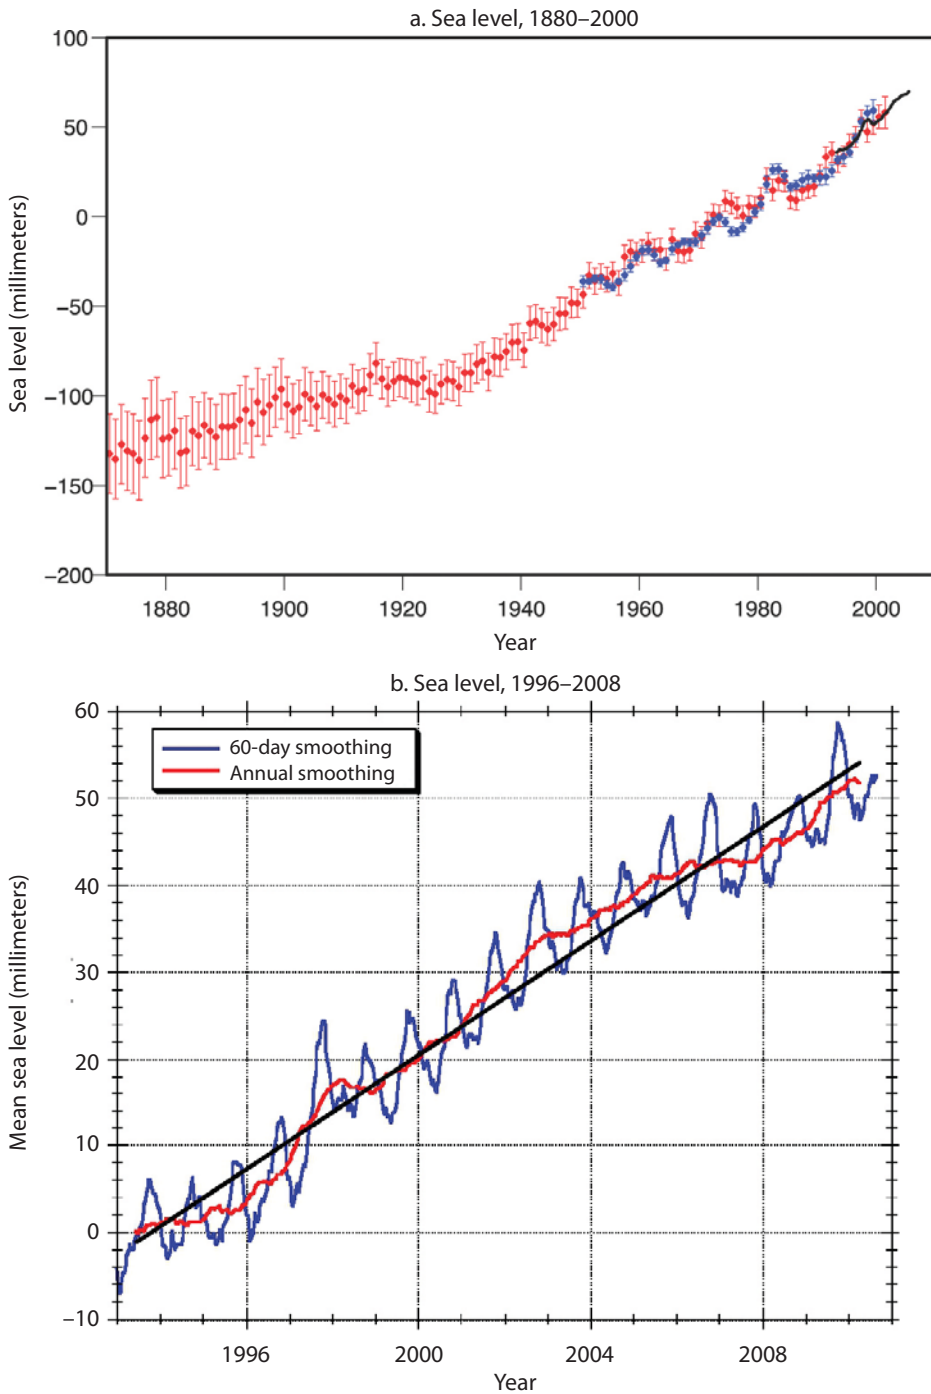 a. Sea level, 1880–2000
100
50
0
−50
−100
−150
−200
Sea level (millimeters)
1880 1900 1920 1940 1960 1980 2000
Year
b. Sea level, 1996–2008
60
50
40
30
20
10
0
−10
60-day smoothing
Annual smoothing
Mean sea level (millimeters)
1996 2000 2004 2008
Year